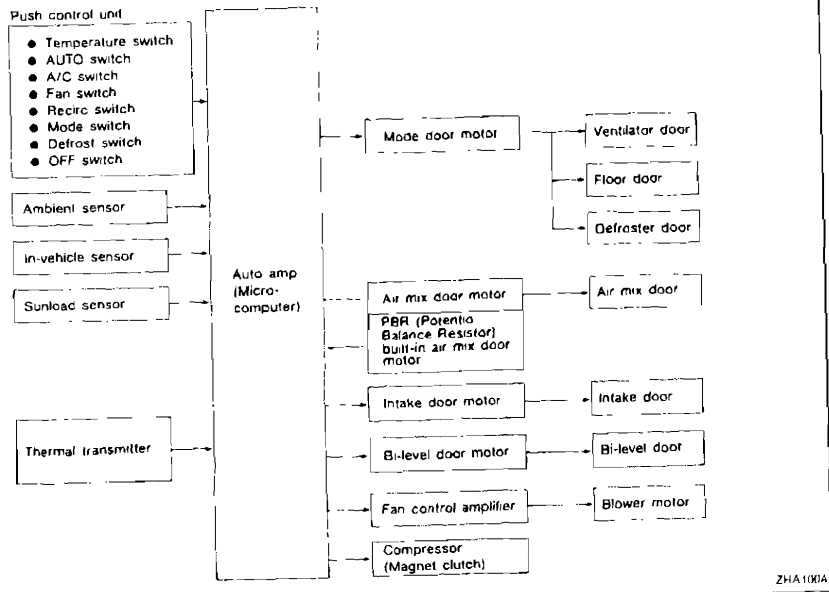 Push control unit
● Temperature switch
● AUTO switch
● A/C switch
● Fan switch
● Recirc switch
● Mode switch
● Defrost switch
● OFF switch
Ambient sensor
In-vehicle sensor
Sunload sensor
Thermal transmitter
Auto amp
(Micro-
computer)
Mode door motor
Ventilator door
Floor door
Defroster door
Air mix door motor
Air mix door
PBR (Potentio
Balance Resistor)
built-in air mix door
motor
Intake door motor
Intake door
Bi-level door motor
Bi-level door
Fan control amplifier
Blower motor
Compressor
(Magnet clutch)
ZHA100A